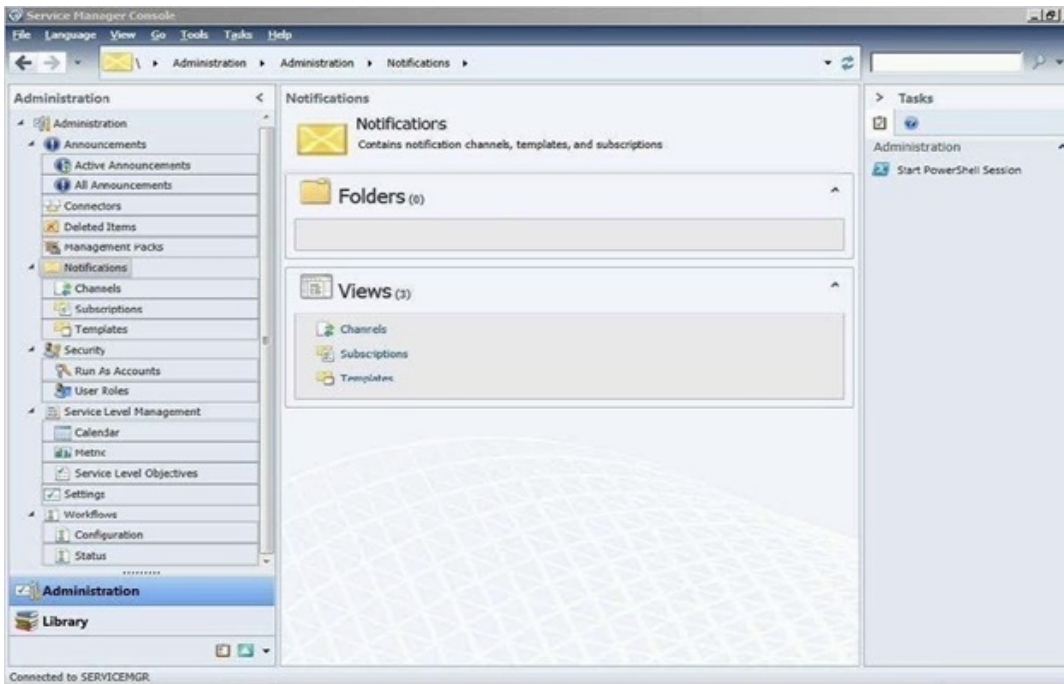 Service Manager Console
File Language View Go Tools Tasks Help
\ Administration Administration Notifications
Administration
Administration
Announcements
Active Announcements
All Announcements
Connectors
Deleted Items
Management Packs
Notifications
Channels
Subscriptions
Templates
Security
Run As Accounts
User Roles
Service Level Management
Calendar
Metric
Service Level Objectives
Settings
Workflows
Configuration
Status
Administration
Library
Connected to SERVICEMGR
Notifications
Notifications
Contains notification channels, templates, and subscriptions
Folders (0)
Views (3)
Channels
Subscriptions
Templates
Tasks
Administration
Start PowerShell Session